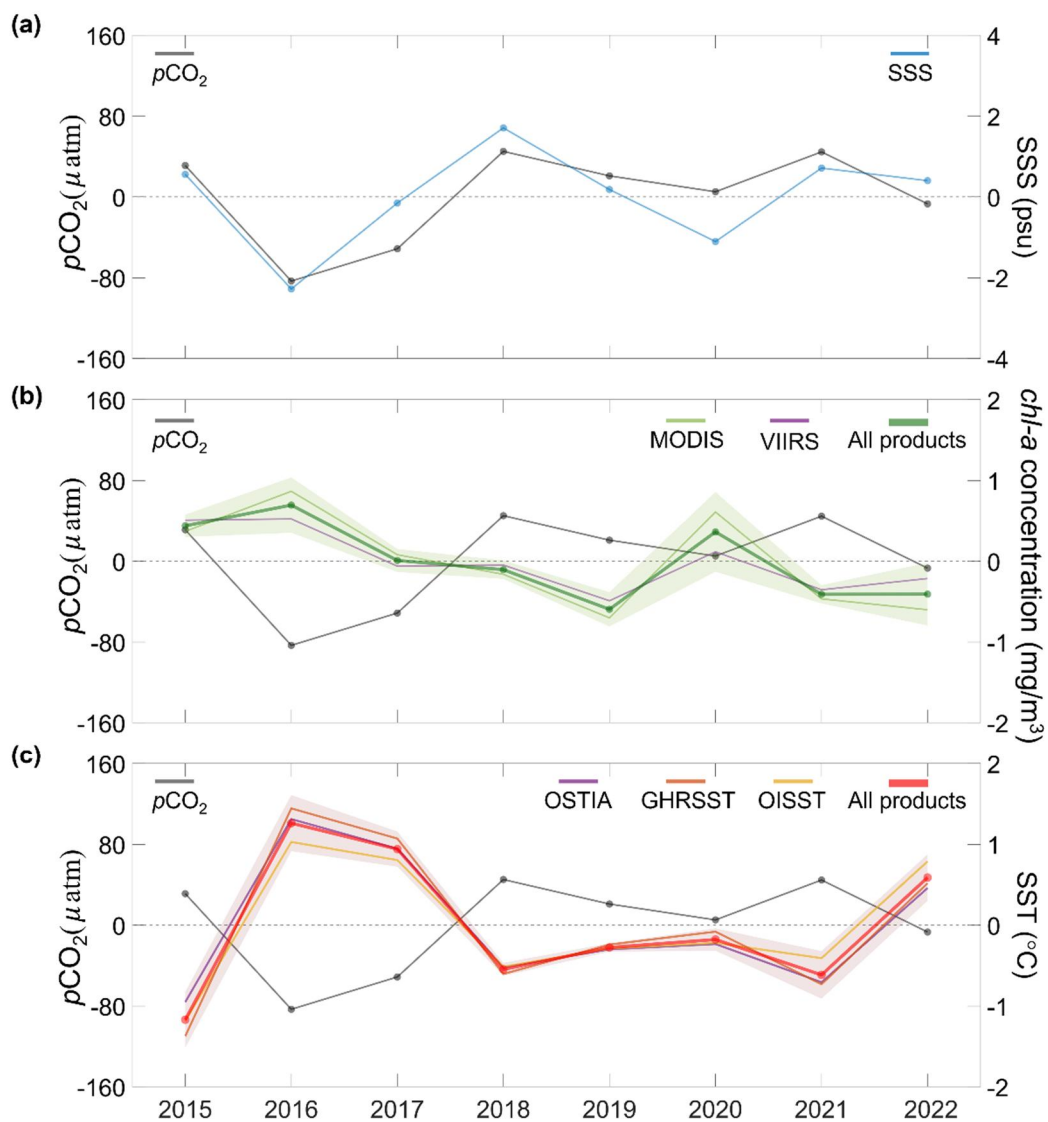 (a)
160
80
0
-80
-160
pCO₂(μatm)
pCO₂
SSS
4
2
0
-2
-4
SSS (psu)
(b)
160
80
0
-80
-160
pCO₂(μatm)
pCO₂
MODIS
VIIRS
All products
2
1
0
-1
-2
chl-a concentration (mg/m³)
(c)
160
80
0
-80
-160
pCO₂(μatm)
pCO₂
OSTIA
GHRSST
OISST
All products
2
1
0
-1
-2
SST (°C)
2015 2016 2017 2018 2019 2020 2021 2022